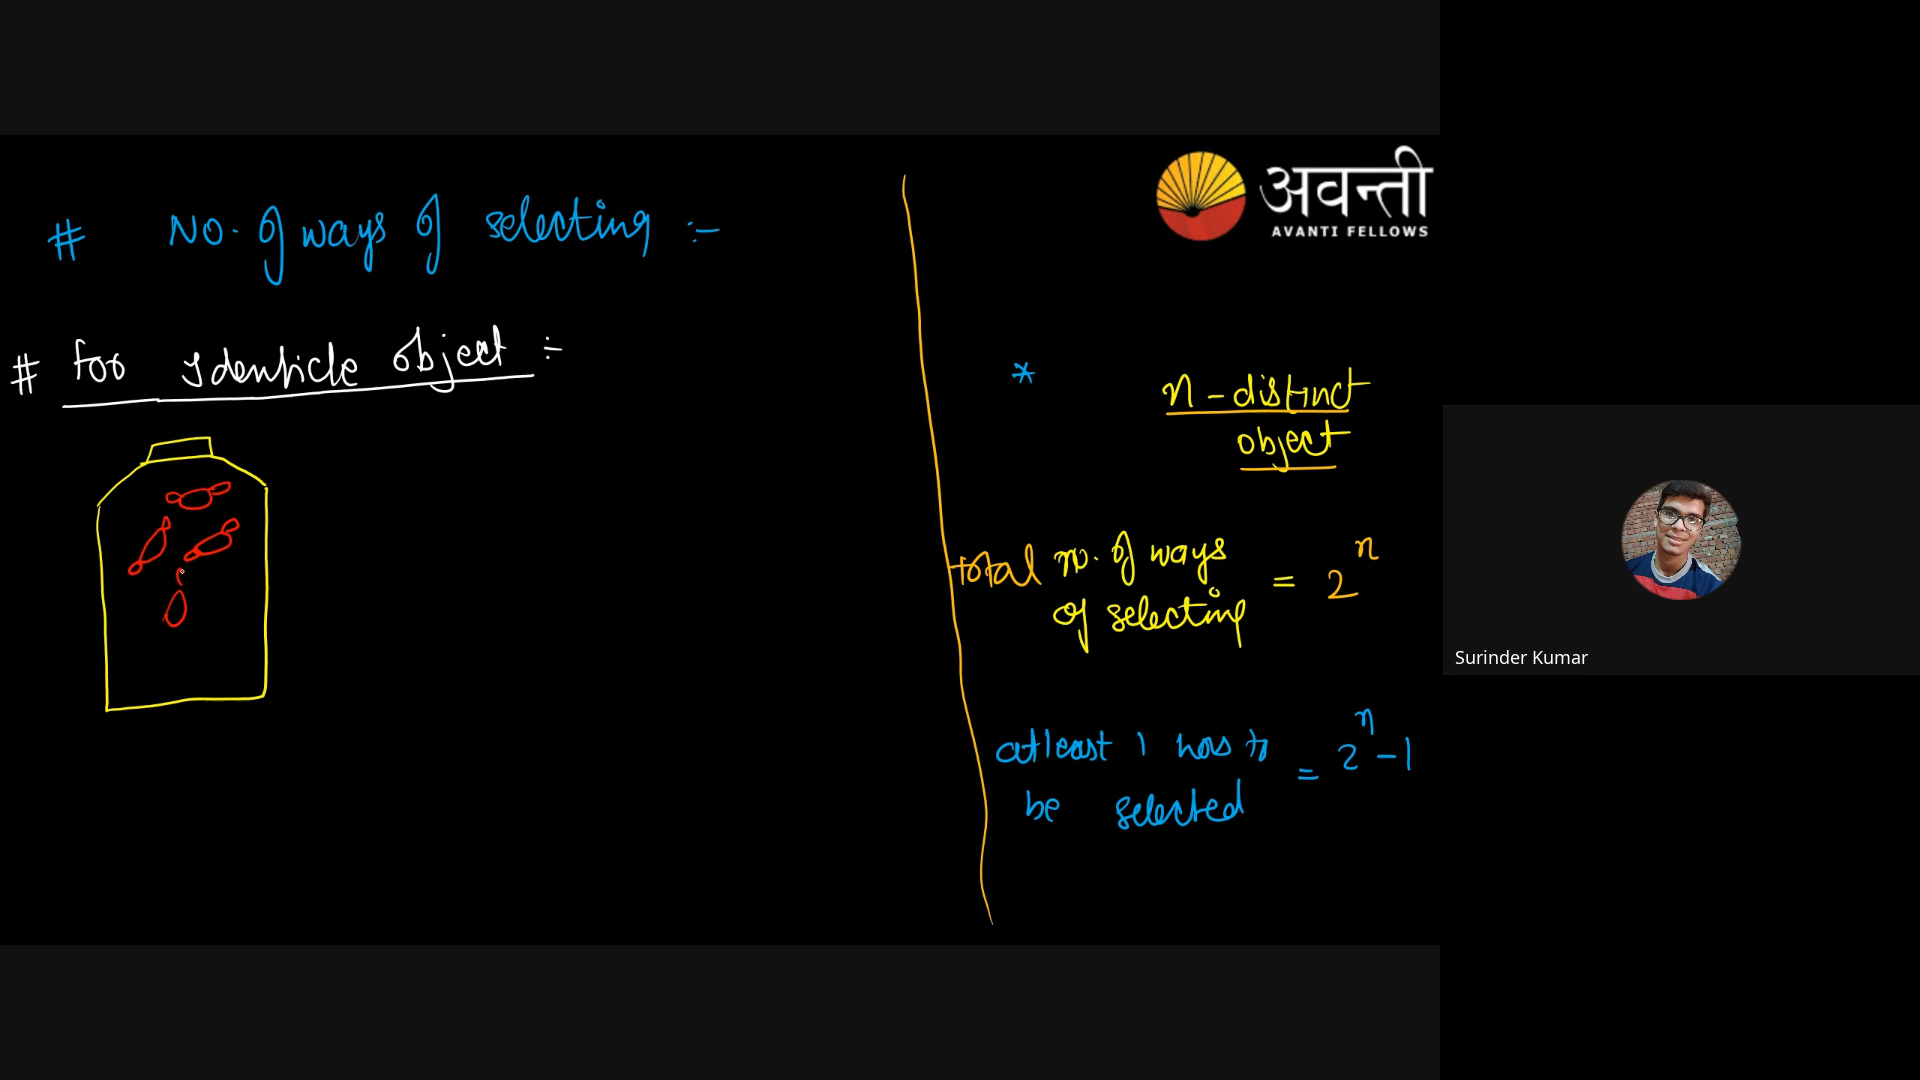 # No. of ways of selecting :-
# for Identicle object :-
अवन्ती
AVANTI FELLOWS
* n - distinct
object
total no. of ways
of selecting = 2^n
atleast 1 has to
be selected = 2^n - 1
Surinder Kumar